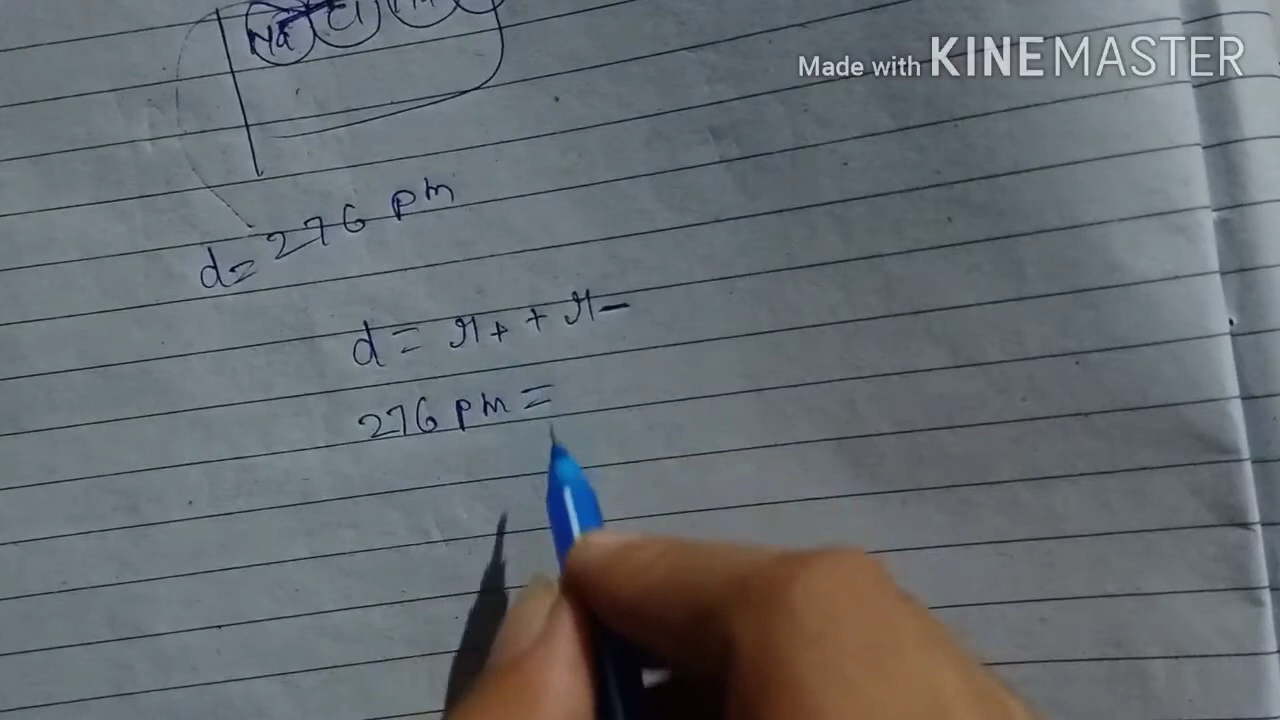 Made with KINEMASTER
Na Cl
d= 276 pm
d = r+ + r-
276 pm =